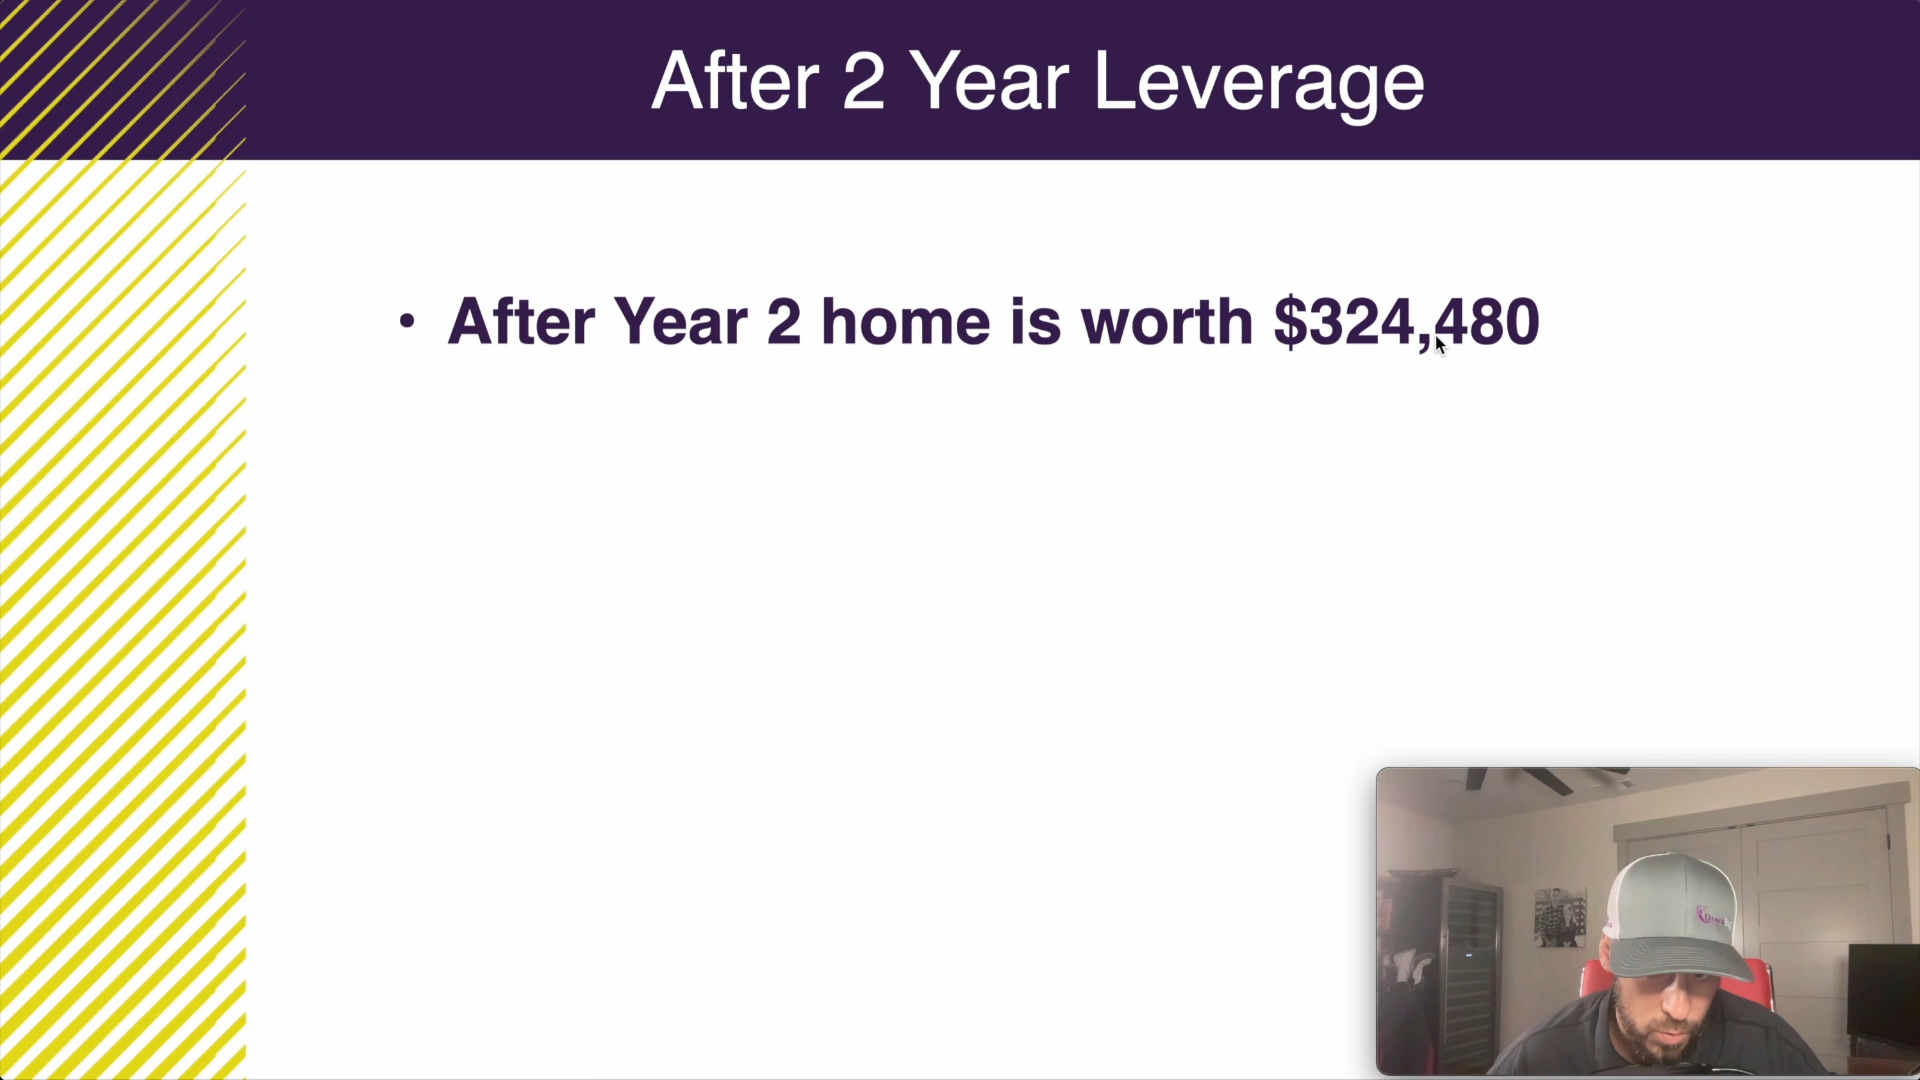 After 2 Year Leverage
• After Year 2 home is worth $324,480